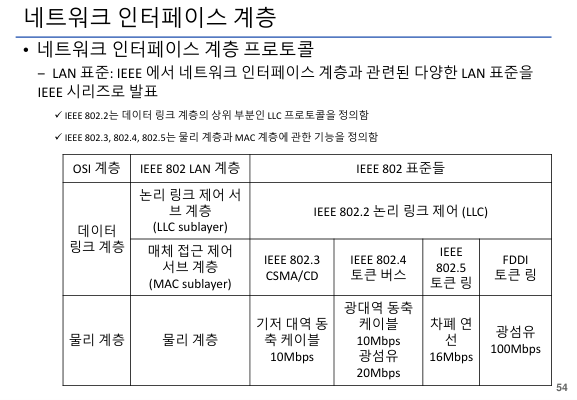 네트워크 인터페이스 계층
• 네트워크 인터페이스 계층 프로토콜
– LAN 표준: IEEE 에서 네트워크 인터페이스 계층과 관련된 다양한 LAN 표준을
IEEE 시리즈로 발표
✓ IEEE 802.2는 데이터 링크 계층의 상위 부분인 LLC 프로토콜을 정의함
✓ IEEE 802.3, 802.4, 802.5는 물리 계층과 MAC 계층에 관한 기능을 정의함
OSI 계층 IEEE 802 LAN 계층 IEEE 802 표준들
데이터
링크 계층
논리 링크 제어 서
브 계층
(LLC sublayer)
IEEE 802.2 논리 링크 제어 (LLC)
매체 접근 제어
서브 계층
(MAC sublayer)
IEEE 802.3
CSMA/CD
IEEE 802.4
토큰 버스
IEEE
802.5
토큰 링
FDDI
토큰 링
물리 계층
물리 계층
기저 대역 동
축 케이블
10Mbps
광대역 동축
케이블
10Mbps
광섬유
20Mbps
차폐 연
선
16Mbps
광섬유
100Mbps
54